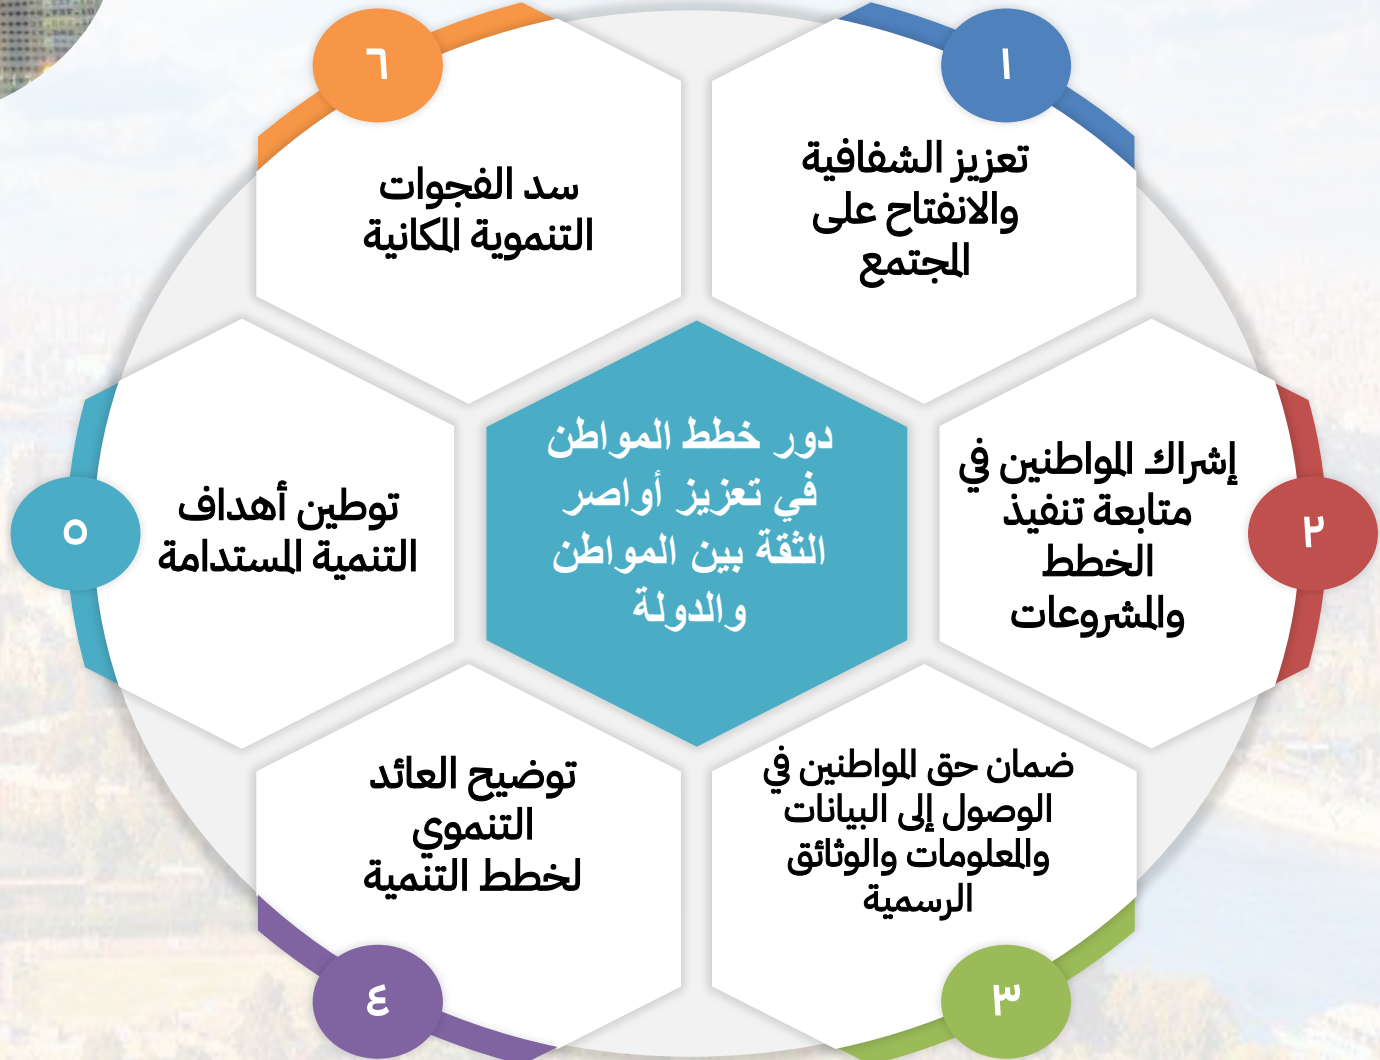 دور خطط المواطن
في تعزيز أواصر
الثقة بين المواطن
والدولة
١
تعزيز الشفافية
والانفتاح على
المجتمع
٢
إشراك المواطنين في
متابعة تنفيذ
الخطط
والمشروعات
٣
ضمان حق المواطنين في
الوصول إلى البيانات
والمعلومات والوثائق
الرسمية
٤
توضيح العائد
التنموي
لخطط التنمية
٥
توطين أهداف
التنمية المستدامة
٦
سد الفجوات
التنموية المكانية